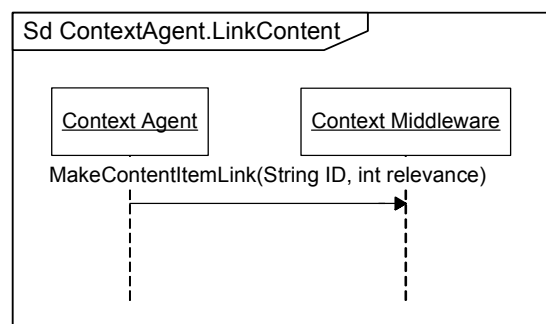 Sd ContextAgent.LinkContent
Context Agent
Context Middleware
MakeContentItemLink(String ID, int relevance)